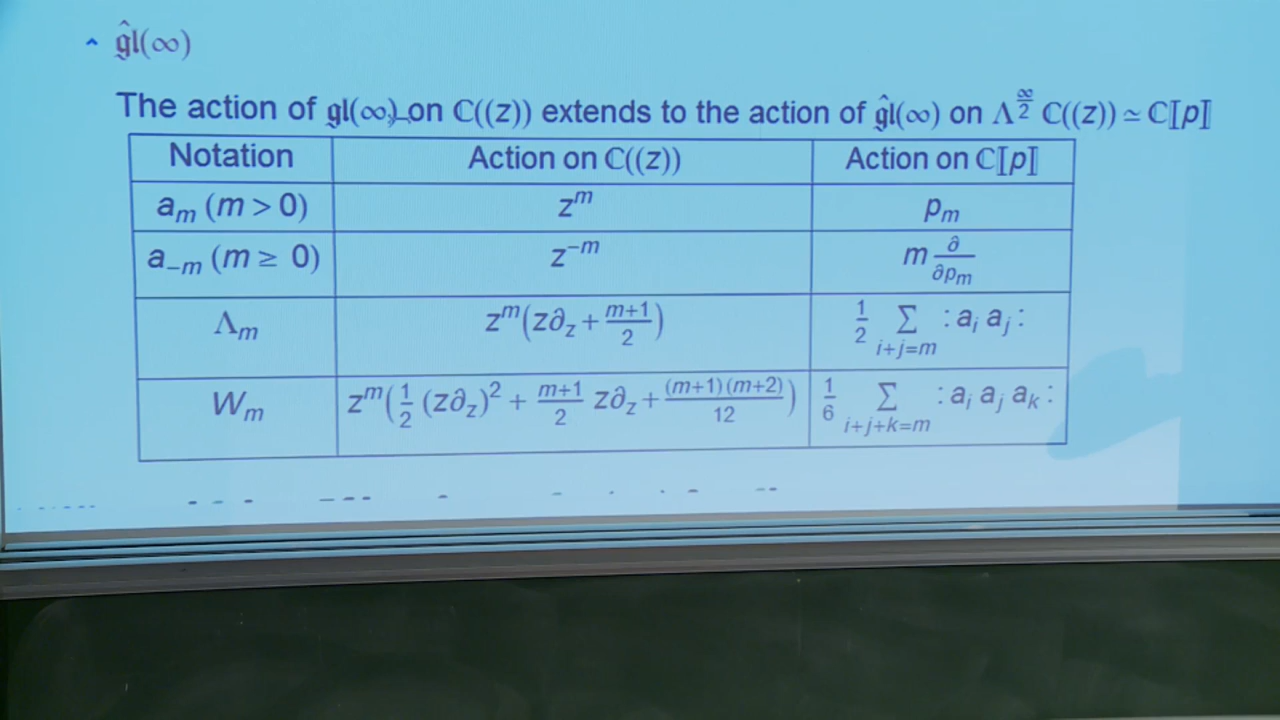 ĝl(∞)
The action of gl(∞) on ℂ((z)) extends to the action of ĝl(∞) on Λ^{∞/2} ℂ((z)) ≃ ℂ⟦p⟧
Notation | Action on ℂ((z)) | Action on ℂ⟦p⟧
a_m (m > 0) | z^m | p_m
a_{-m} (m ≥ 0) | z^{-m} | m ∂/∂p_m
Λ_m | z^m(z∂_z + (m+1)/2) | 1/2 ∑_{i+j=m} : a_i a_j :
W_m | z^m(1/2 (z∂_z)^2 + (m+1)/2 z∂_z + (m+1)(m+2)/12) | 1/6 ∑_{i+j+k=m} : a_i a_j a_k :